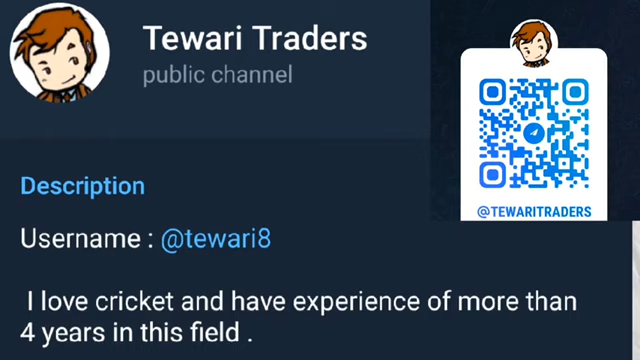 Tewari Traders
public channel
@TEWARITRADERS
Description
Username : @tewari8
I love cricket and have experience of more than
4 years in this field .